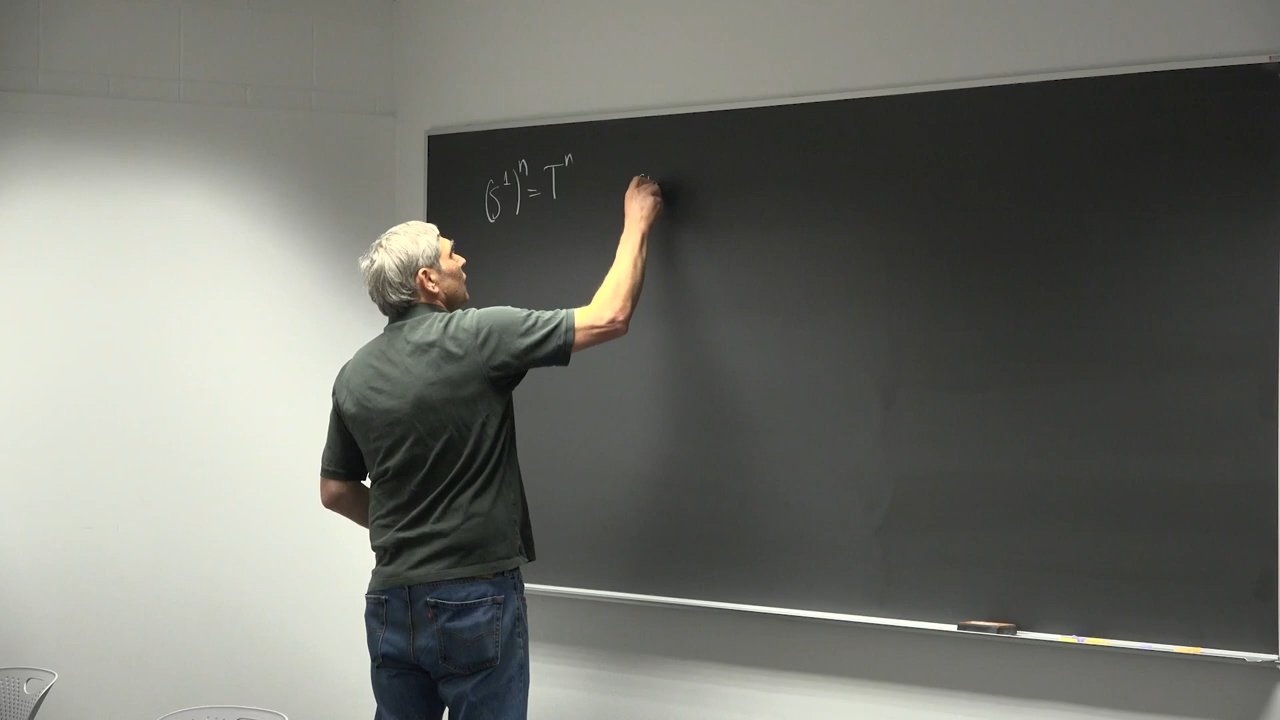 (S¹)ⁿ = Tⁿ